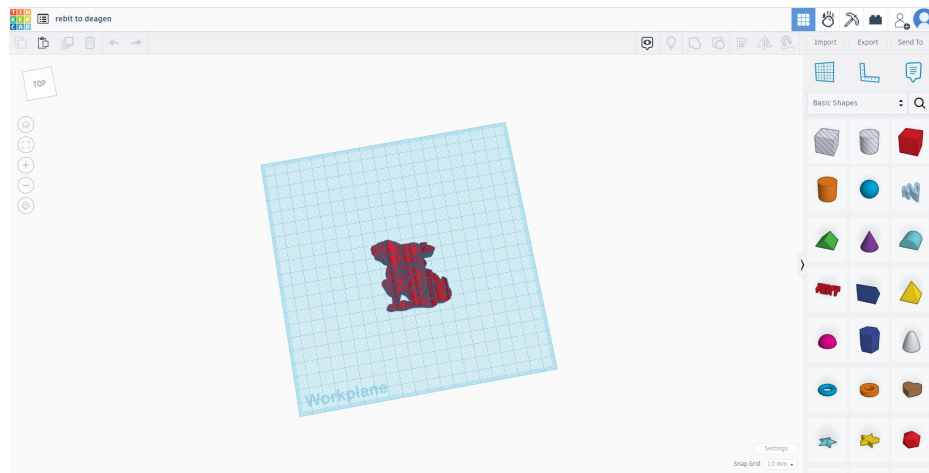 TIN
KER
CAD
rebit to deagen
Import
Export
Send To
TOP
Basic Shapes
Workplane
Settings
Snap Grid
1.0 mm